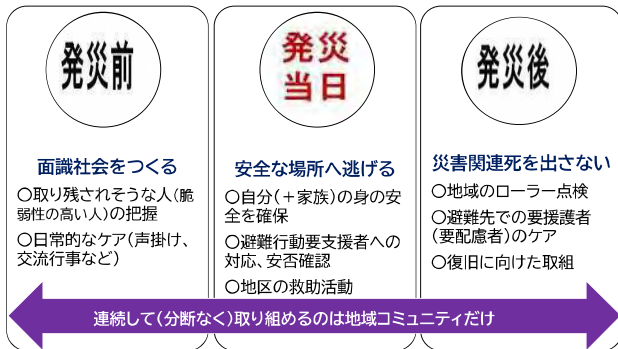 発災前
面識社会をつくる
〇取り残されそうな人(脆
弱性の高い人)の把握
〇日常的なケア(声掛け、
交流行事など)
発災
当日
安全な場所へ逃げる
〇自分(+家族)の身の安
全を確保
〇避難行動要支援者への
対応、安否確認
〇地区の救助活動
発災後
災害関連死を出さない
〇地域のローラー点検
〇避難先での要援護者
(要配慮者)のケア
〇復旧に向けた取組
連続して(分断なく)取り組めるのは地域コミュニティだけ